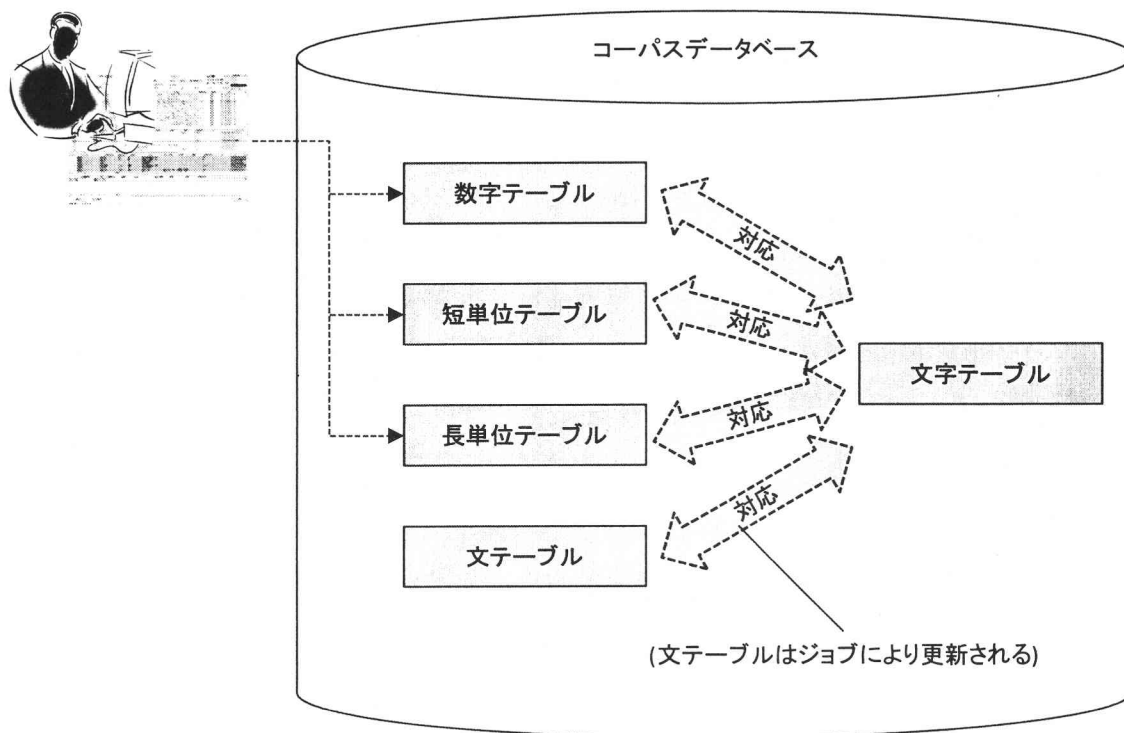 コーパスデータベース
数字テーブル
対応
短単位テーブル
対応
文字テーブル
長単位テーブル
対応
文テーブル
対応
(文テーブルはジョブにより更新される)